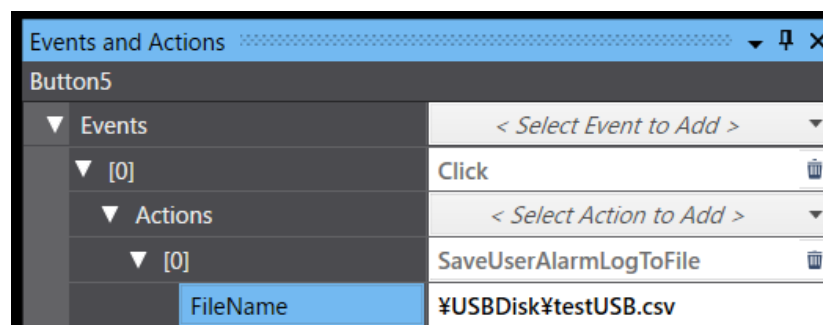 Events and Actions
Button5
Events < Select Event to Add >
[0] Click
Actions < Select Action to Add >
[0] SaveUserAlarmLogToFile
FileName ¥USBDisk¥testUSB.csv